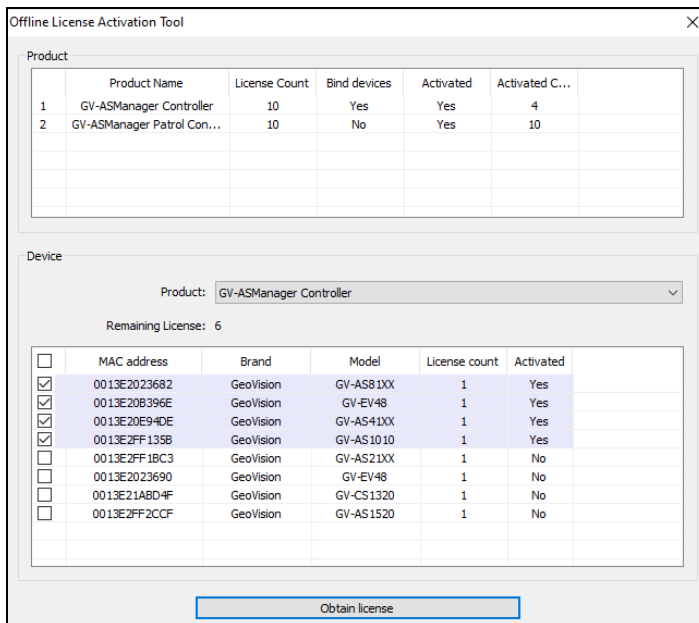 Offline License Activation Tool
Product
Product Name License Count Bind devices Activated Activated C...
1 GV-ASManager Controller 10 Yes Yes 4
2 GV-ASManager Patrol Con... 10 No Yes 10
Device
Product: GV-ASManager Controller
Remaining License: 6
MAC address Brand Model License count Activated
0013E2023682 GeoVision GV-AS81XX 1 Yes
0013E20B396E GeoVision GV-EV48 1 Yes
0013E20E94DE GeoVision GV-AS41XX 1 Yes
0013E2FF135B GeoVision GV-AS1010 1 Yes
0013E2FF1BC3 GeoVision GV-AS21XX 1 No
0013E2023690 GeoVision GV-EV48 1 No
0013E21ABD4F GeoVision GV-CS1320 1 No
0013E2FF2CCF GeoVision GV-AS1520 1 No
Obtain license